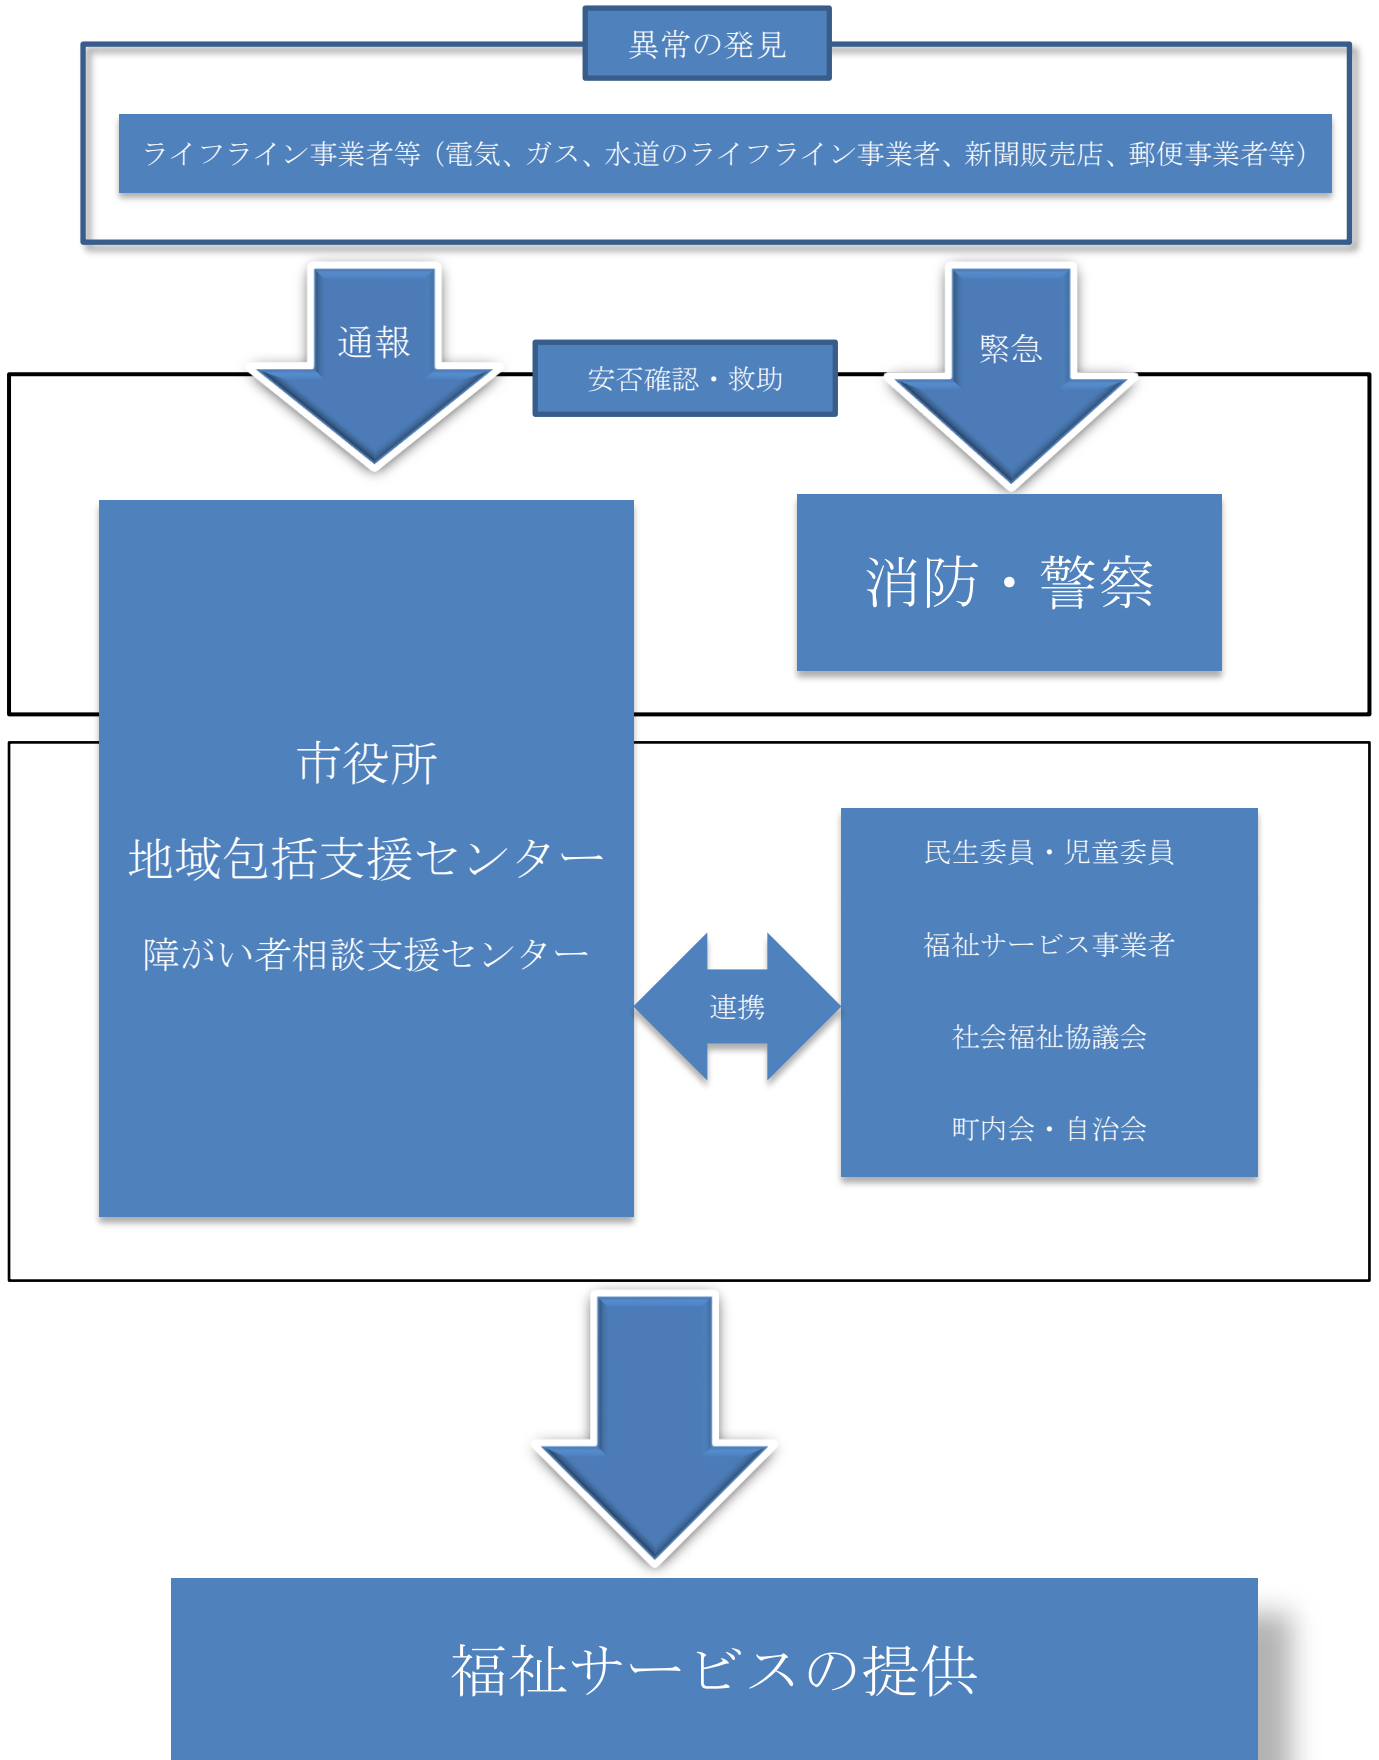 異常の発見
ライフライン事業者等（電気、ガス、水道のライフライン事業者、新聞販売店、郵便事業者等）
通報
緊急
安否確認・救助
消防・警察
市役所
地域包括支援センター
障がい者相談支援センター
連携
民生委員・児童委員
福祉サービス事業者
社会福祉協議会
町内会・自治会
福祉サービスの提供